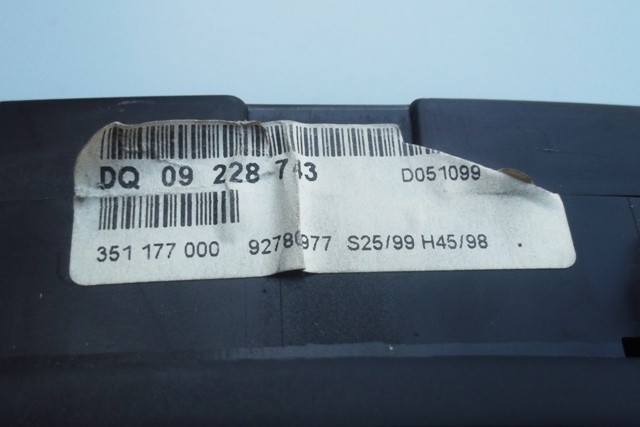 DQ 09 228 743 D051099
351 177 000 S25/99 H45/98 .